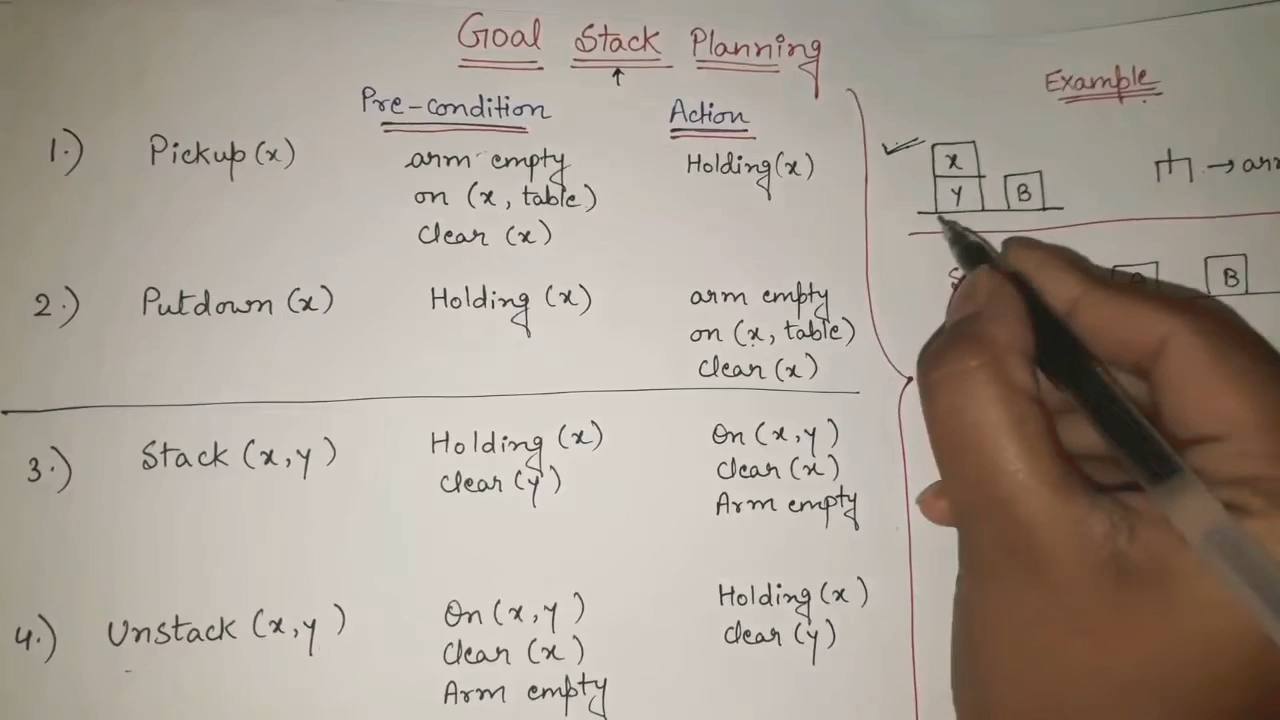 Goal Stack Planning
Pre-condition Action
1.) Pickup (x) arm empty Holding (x)
on (x, table)
Clear (x)
2.) Putdown (x) Holding (x) arm empty
on (x, table)
Clear (x)
3.) Stack (x, y) Holding (x) On (x, y)
Clear (y) Clear (x)
Arm empty
4.) Unstack (x, y) On (x, y) Holding (x)
Clear (x) Clear (y)
Arm empty
Example
x
y B → arm
B